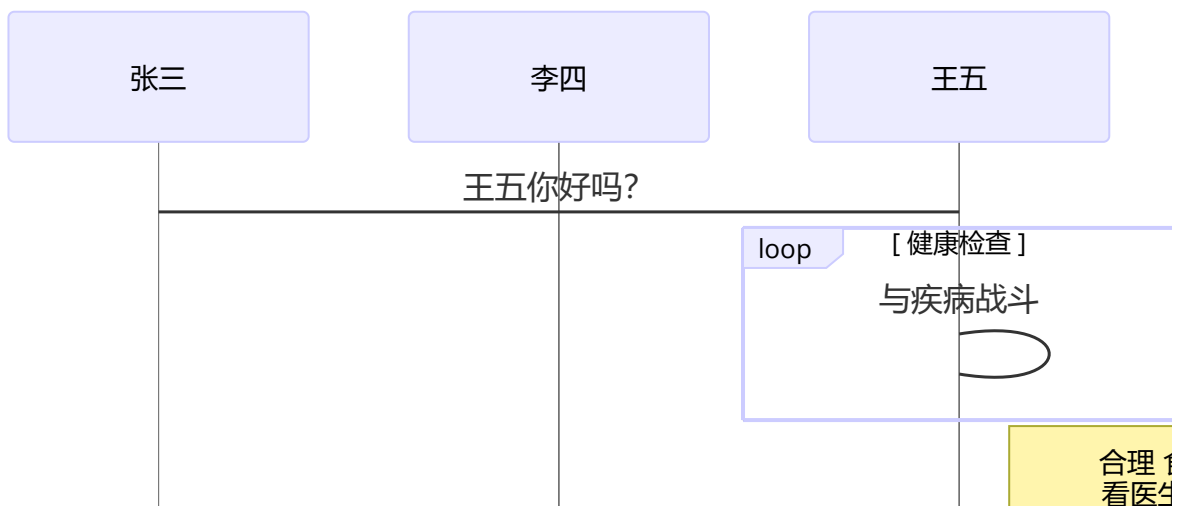 张三
李四
王五
王五你好吗?
loop
[ 健康检查 ]
与疾病战斗
合理
看医生